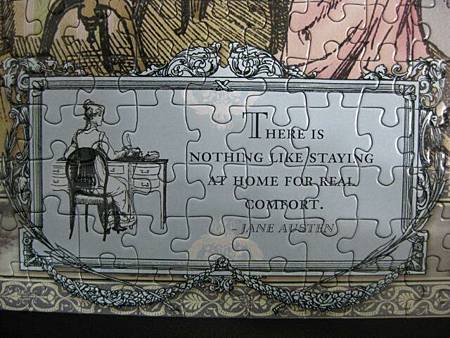 THERE IS
NOTHING LIKE STAYING
AT HOME FOR REAL
COMFORT.
- JANE AUSTEN